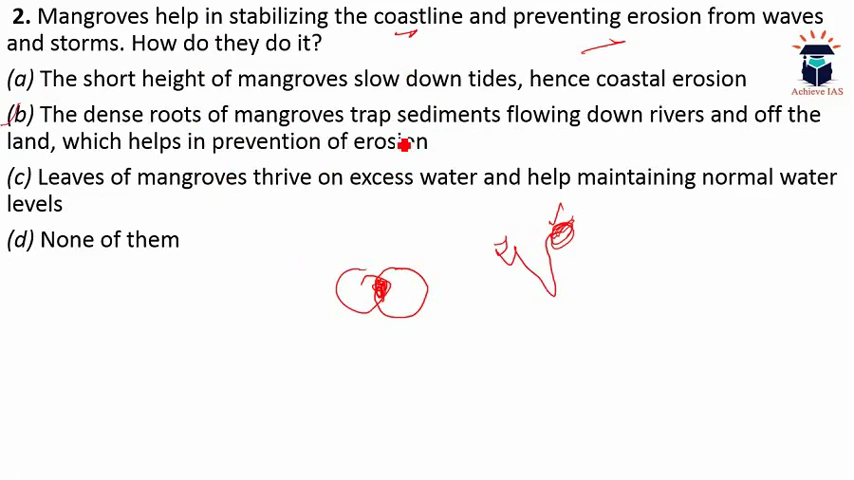 2. Mangroves help in stabilizing the coastline and preventing erosion from waves
and storms. How do they do it?
(a) The short height of mangroves slow down tides, hence coastal erosion
Achieve IAS
(b) The dense roots of mangroves trap sediments flowing down rivers and off the
land, which helps in prevention of erosion
(c) Leaves of mangroves thrive on excess water and help maintaining normal water
levels
(d) None of them